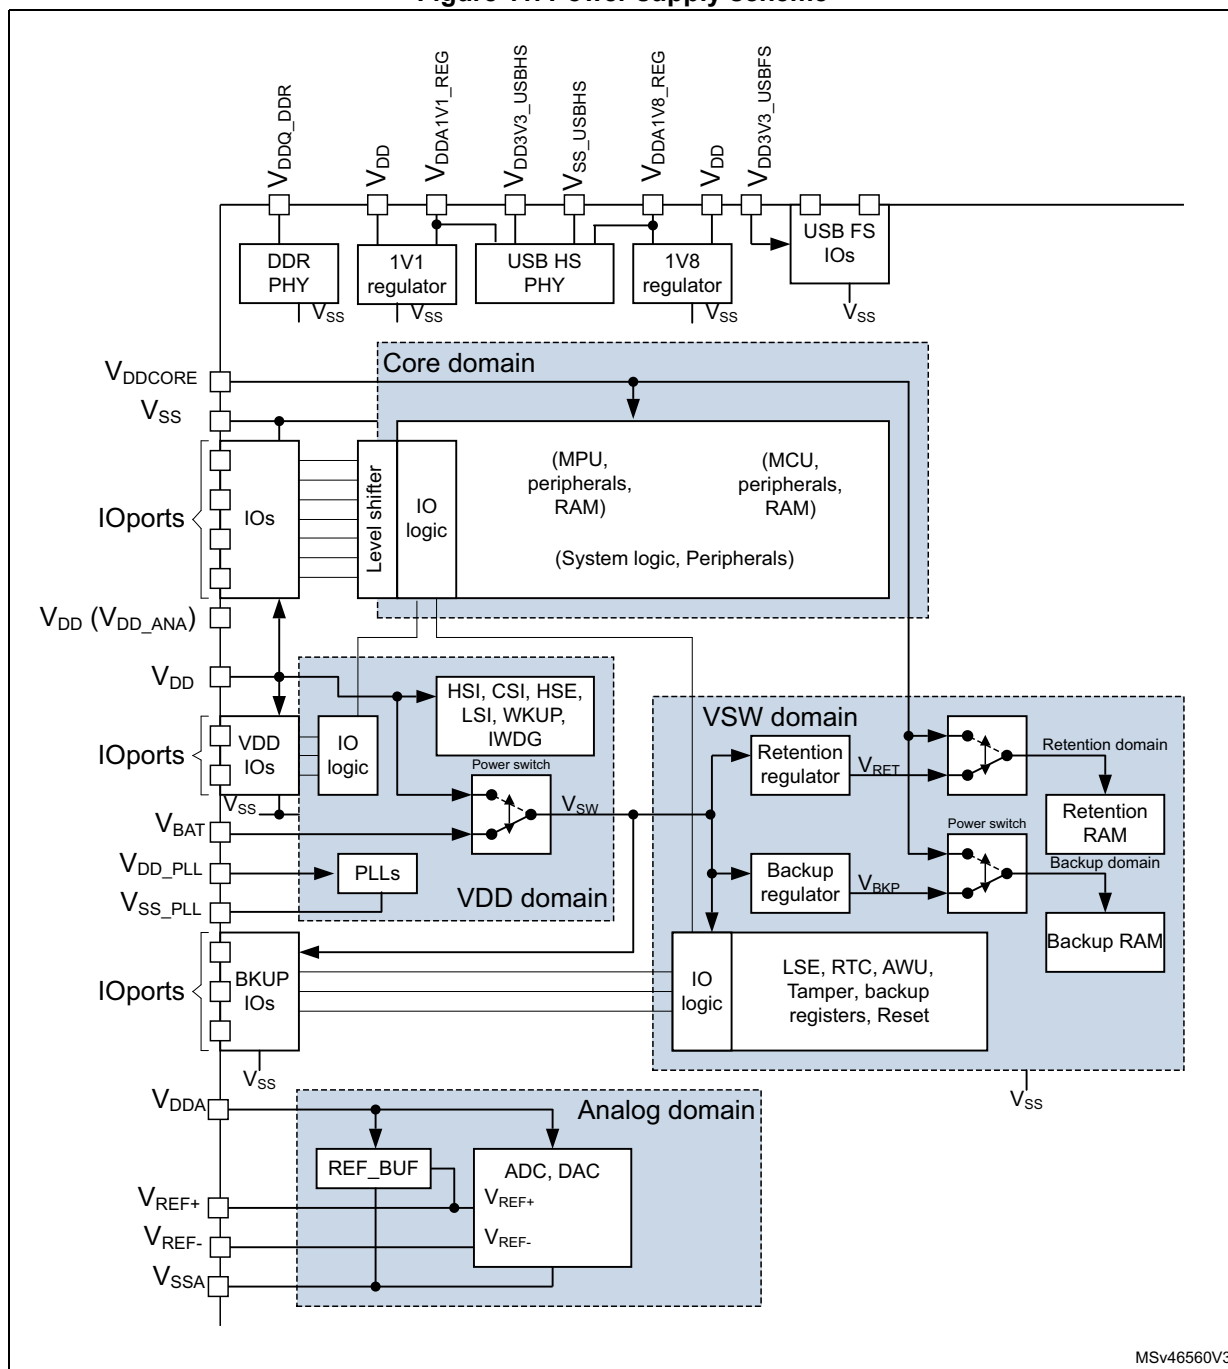 VDDQ_DDR
VDD
VDDA1V1_REG
VDD3V3_USBHS
VSS_USBHS
VDDA1V8_REG
VDD
VDD3V3_USBFS
DDR
PHY
1V1
regulator
USB HS
PHY
1V8
regulator
USB FS
IOs
VSS
VSS
VSS
VSS
VDDCORE
Core domain
VSS
IOports
IOs
Level shifter
IO
logic
(MPU,
peripherals,
RAM)
(MCU,
peripherals,
RAM)
(System logic, Peripherals)
VDD (VDD_ANA)
VDD
HSI, CSI, HSE,
LSI, WKUP,
IWDG
IOports
VDD
IOs
IO
logic
Power switch
VSS
VSW
VBAT
VDD_PLL
PLLs
VSS_PLL
VDD domain
VSW domain
Retention
regulator
VRET
Retention domain
Retention
RAM
Power switch
Backup
regulator
VBKP
Backup domain
Backup RAM
IOports
BKUP
IOs
IO
logic
LSE, RTC, AWU,
Tamper, backup
registers, Reset
VSS
VSS
VDDA
Analog domain
REF_BUF
ADC, DAC
VREF+
VREF+
VREF-
VREF-
VSSA
MSv46560V3